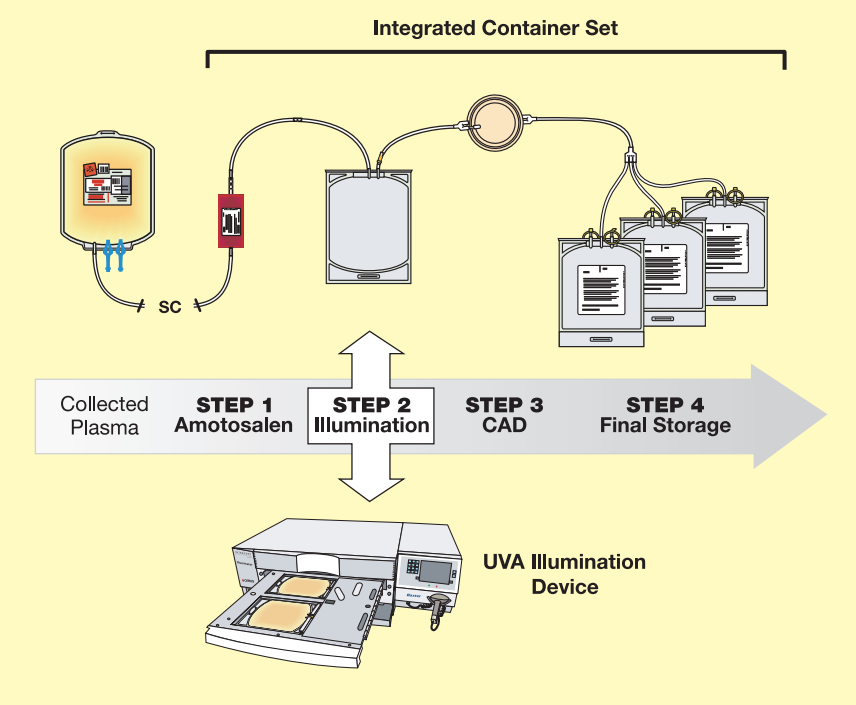 Integrated Container Set
SC
Collected
Plasma
STEP 1
Amotosalen
STEP 2
Illumination
STEP 3
CAD
STEP 4
Final Storage
UVA Illumination
Device